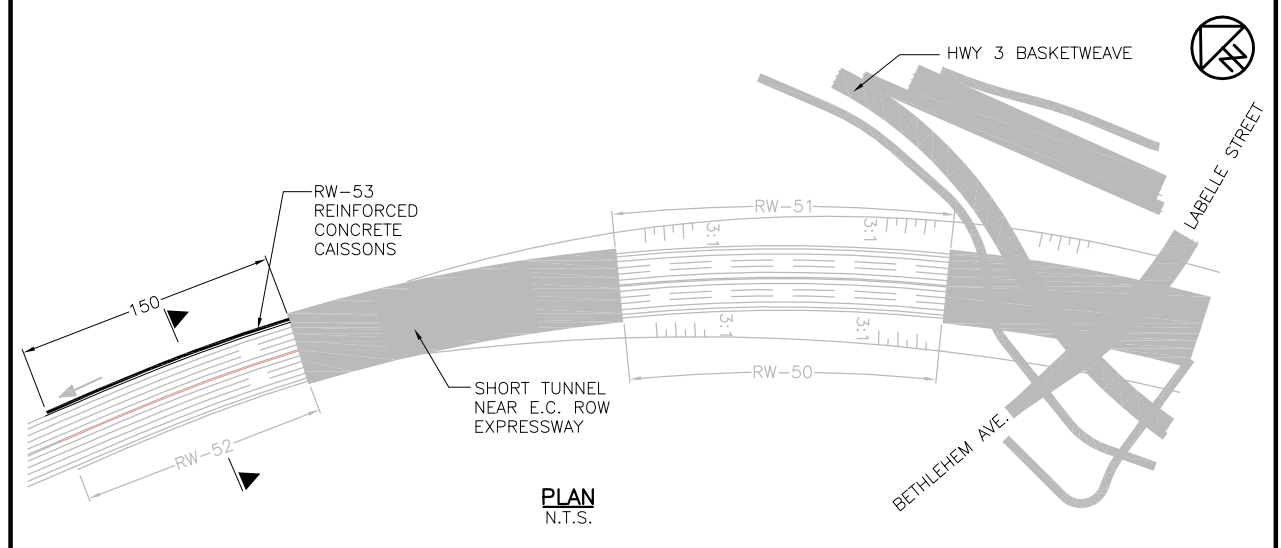 HWY 3 BASKETWEAVE
LABELLE STREET
RW-53
REINFORCED
CONCRETE
CAISSONS
RW-51
3:1
3:1
150
SHORT TUNNEL
NEAR E.C. ROW
EXPRESSWAY
3:1
3:1
RW-50
RW-52
BETHLEHEM AVE.
PLAN
N.T.S.